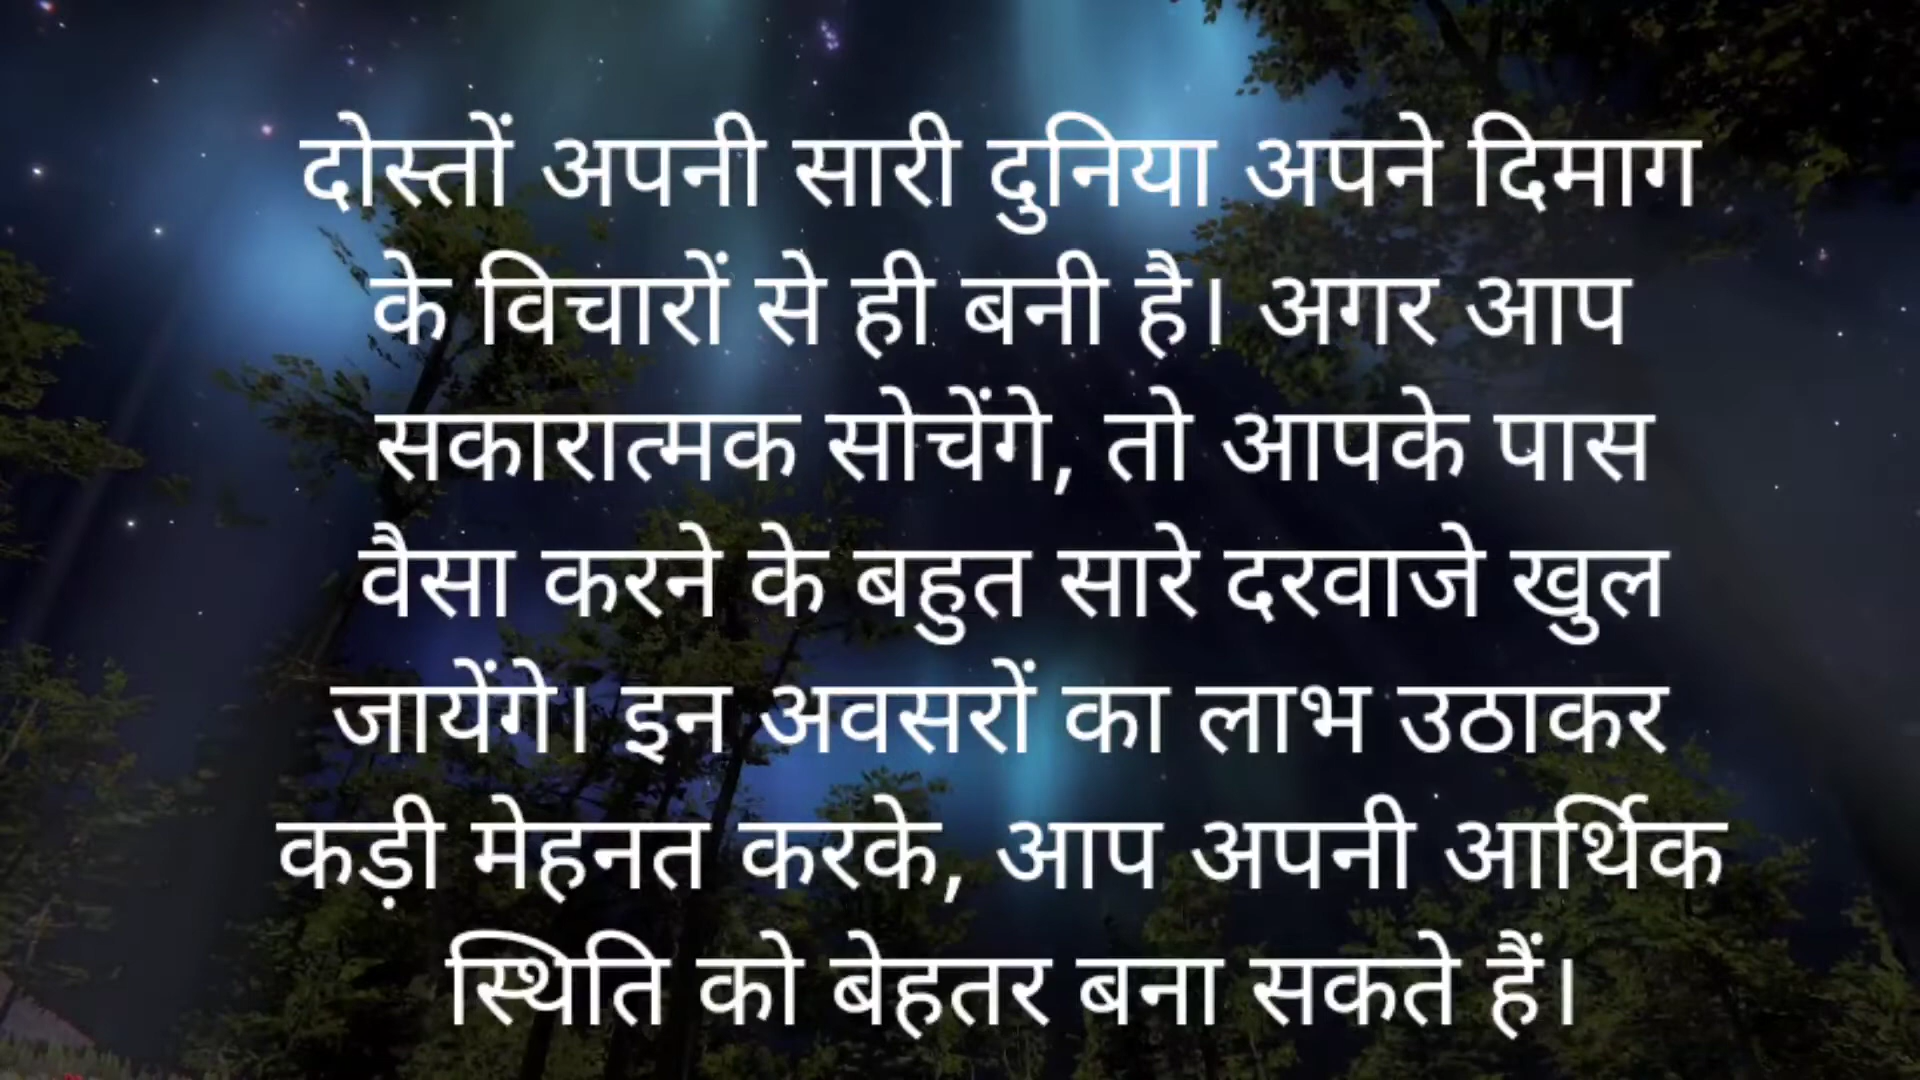 दोस्तों अपनी सारी दुनिया अपने दिमाग
के विचारों से ही बनी है। अगर आप
सकारात्मक सोचेंगे, तो आपके पास
वैसा करने के बहुत सारे दरवाजे खुल
जायेंगे। इन अवसरों का लाभ उठाकर
कड़ी मेहनत करके, आप अपनी आर्थिक
स्थिति को बेहतर बना सकते हैं।